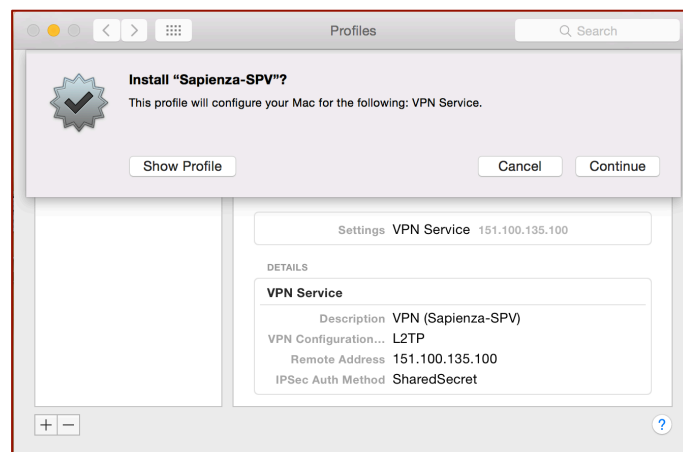 Profiles
Search
Install “Sapienza-SPV”?
This profile will configure your Mac for the following: VPN Service.
Show Profile
Cancel
Continue
Settings VPN Service 151.100.135.100
DETAILS
VPN Service
Description VPN (Sapienza-SPV)
VPN Configuration... L2TP
Remote Address 151.100.135.100
IPSec Auth Method SharedSecret
+ −
?